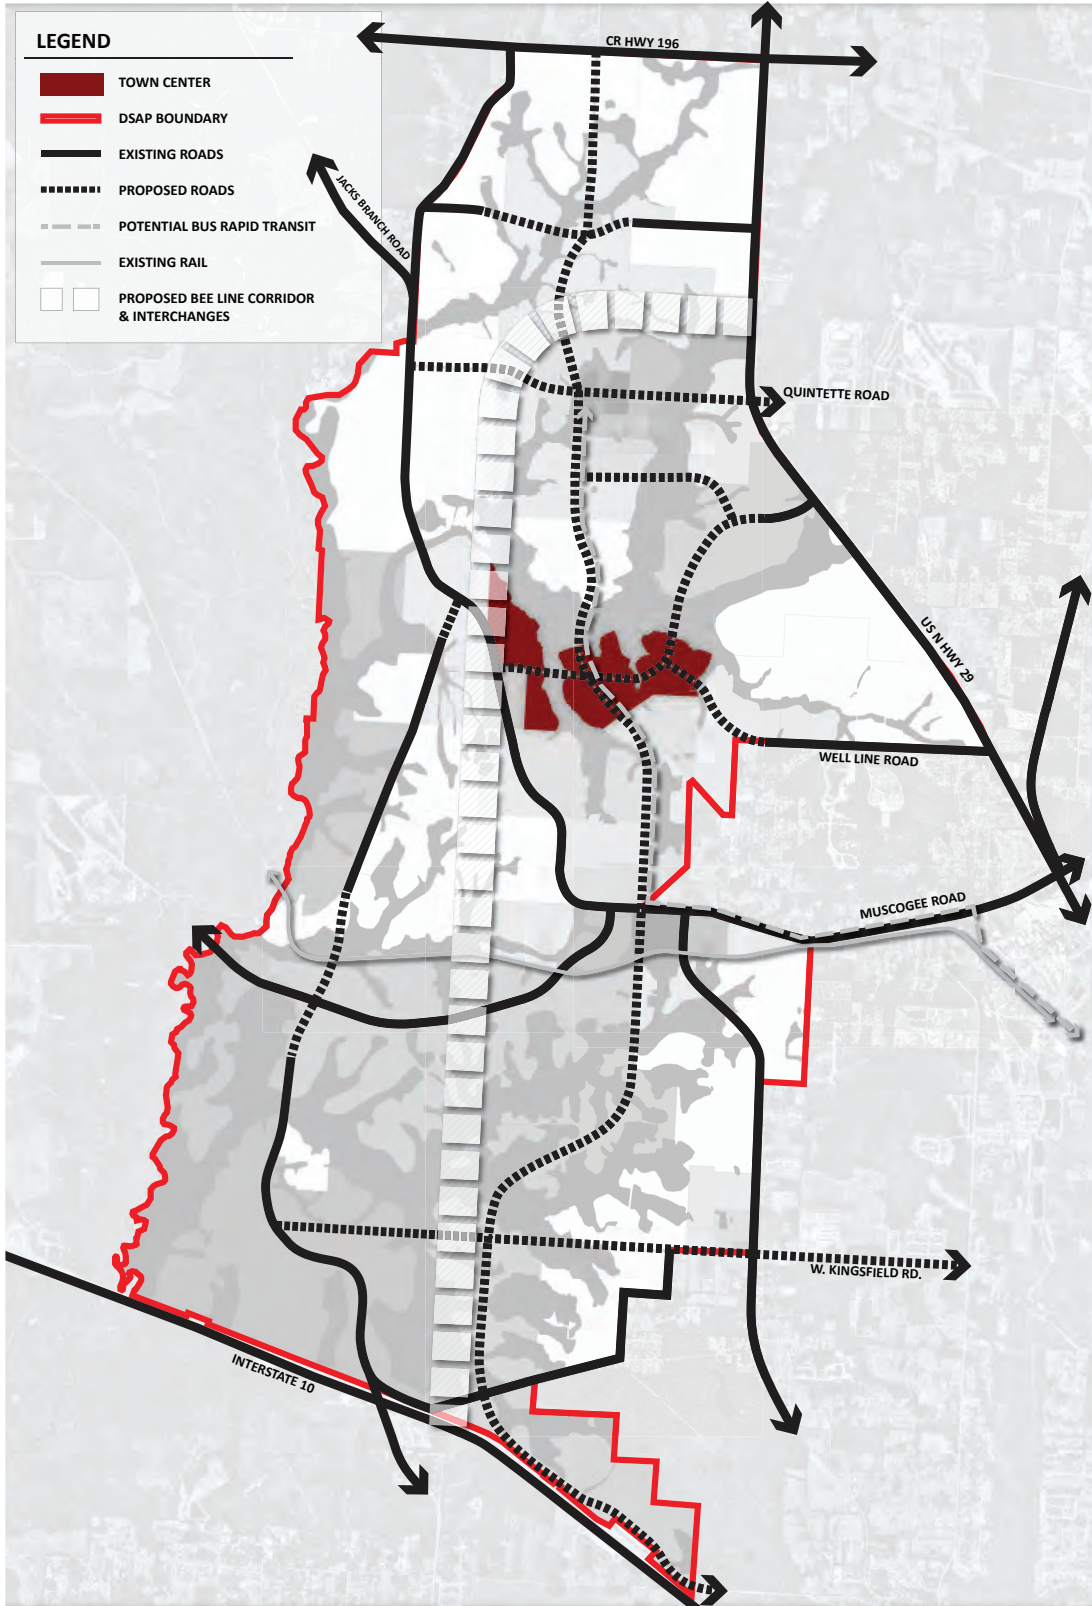 LEGEND
TOWN CENTER
DSAP BOUNDARY
EXISTING ROADS
PROPOSED ROADS
POTENTIAL BUS RAPID TRANSIT
EXISTING RAIL
PROPOSED BEE LINE CORRIDOR
& INTERCHANGES
CR HWY 196
JACKS BRANCH ROAD
QUINTETTE ROAD
US N HWY 29
WELL LINE ROAD
MUSCOGEE ROAD
W. KINGSFIELD RD.
INTERSTATE 10